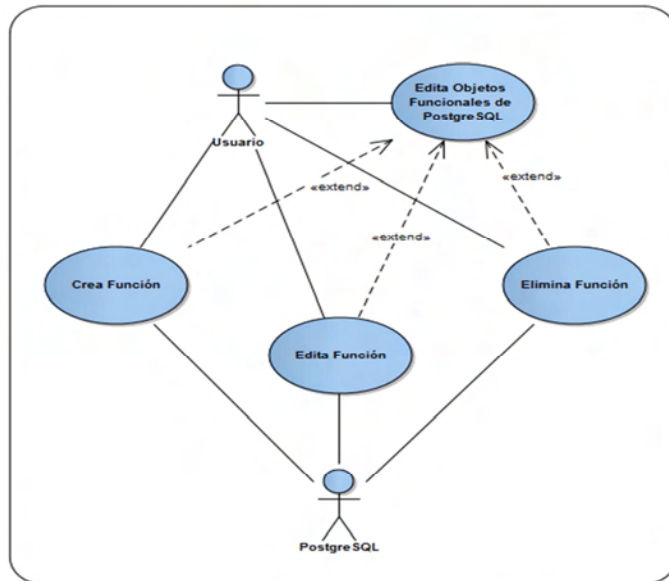 Edita Objetos
Funcionales de
PostgreSQL
Usuario
«extend»
«extend»
«extend»
Crea Función
Elimina Función
Edita Función
PostgreSQL